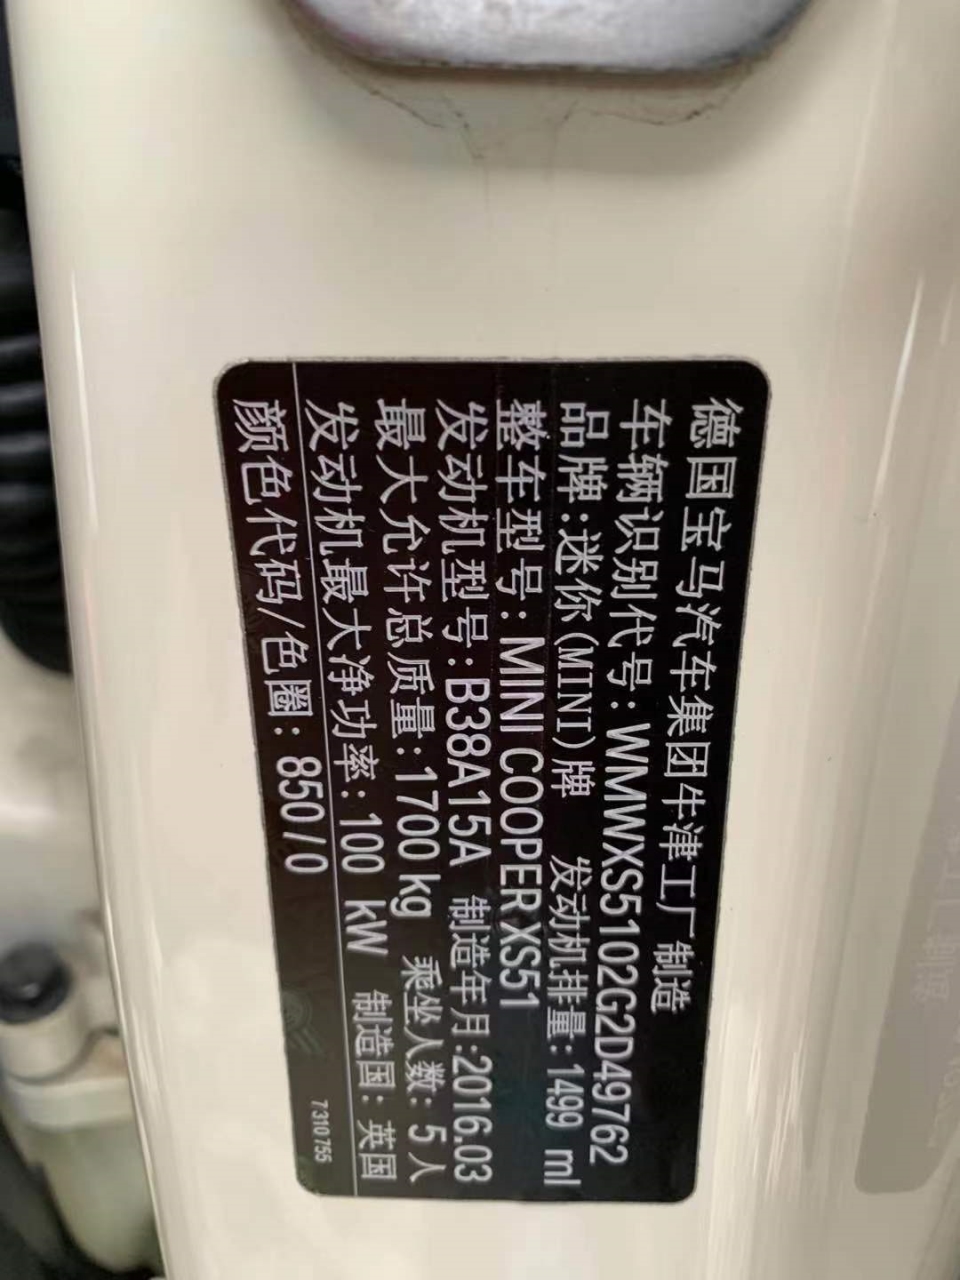 德国宝马汽车集团牛津工厂制造
车辆识别代号:WMWXS5102G2D49762
品牌:迷你(MINI)牌 发动机排量:1499 ml
整车型号:MINI COOPER XS51
发动机型号:B38A15A 制造年月:2016.03
最大允许总质量:1700 kg 乘坐人数:5人
发动机最大净功率:100 kW 制造国:英国
颜色代码/色圈:850/0
7310755